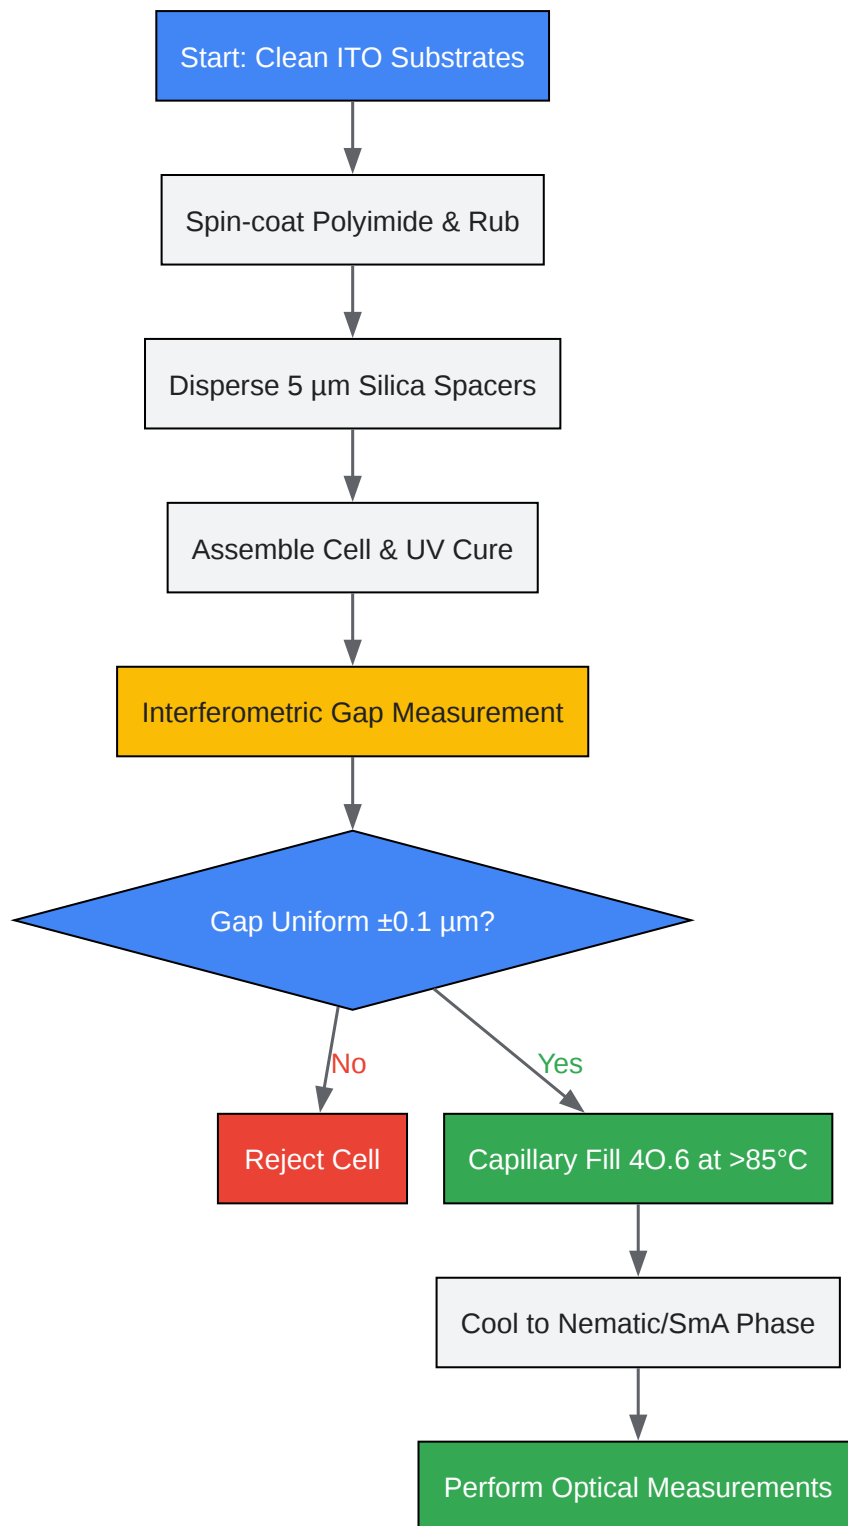 Start: Clean ITO Substrates
Spin-coat Polyimide & Rub
Disperse 5 µm Silica Spacers
Assemble Cell & UV Cure
Interferometric Gap Measurement
Gap Uniform ±0.1 µm?
No
Yes
Reject Cell
Capillary Fill 4O.6 at >85°C
Cool to Nematic/SmA Phase
Perform Optical Measurements